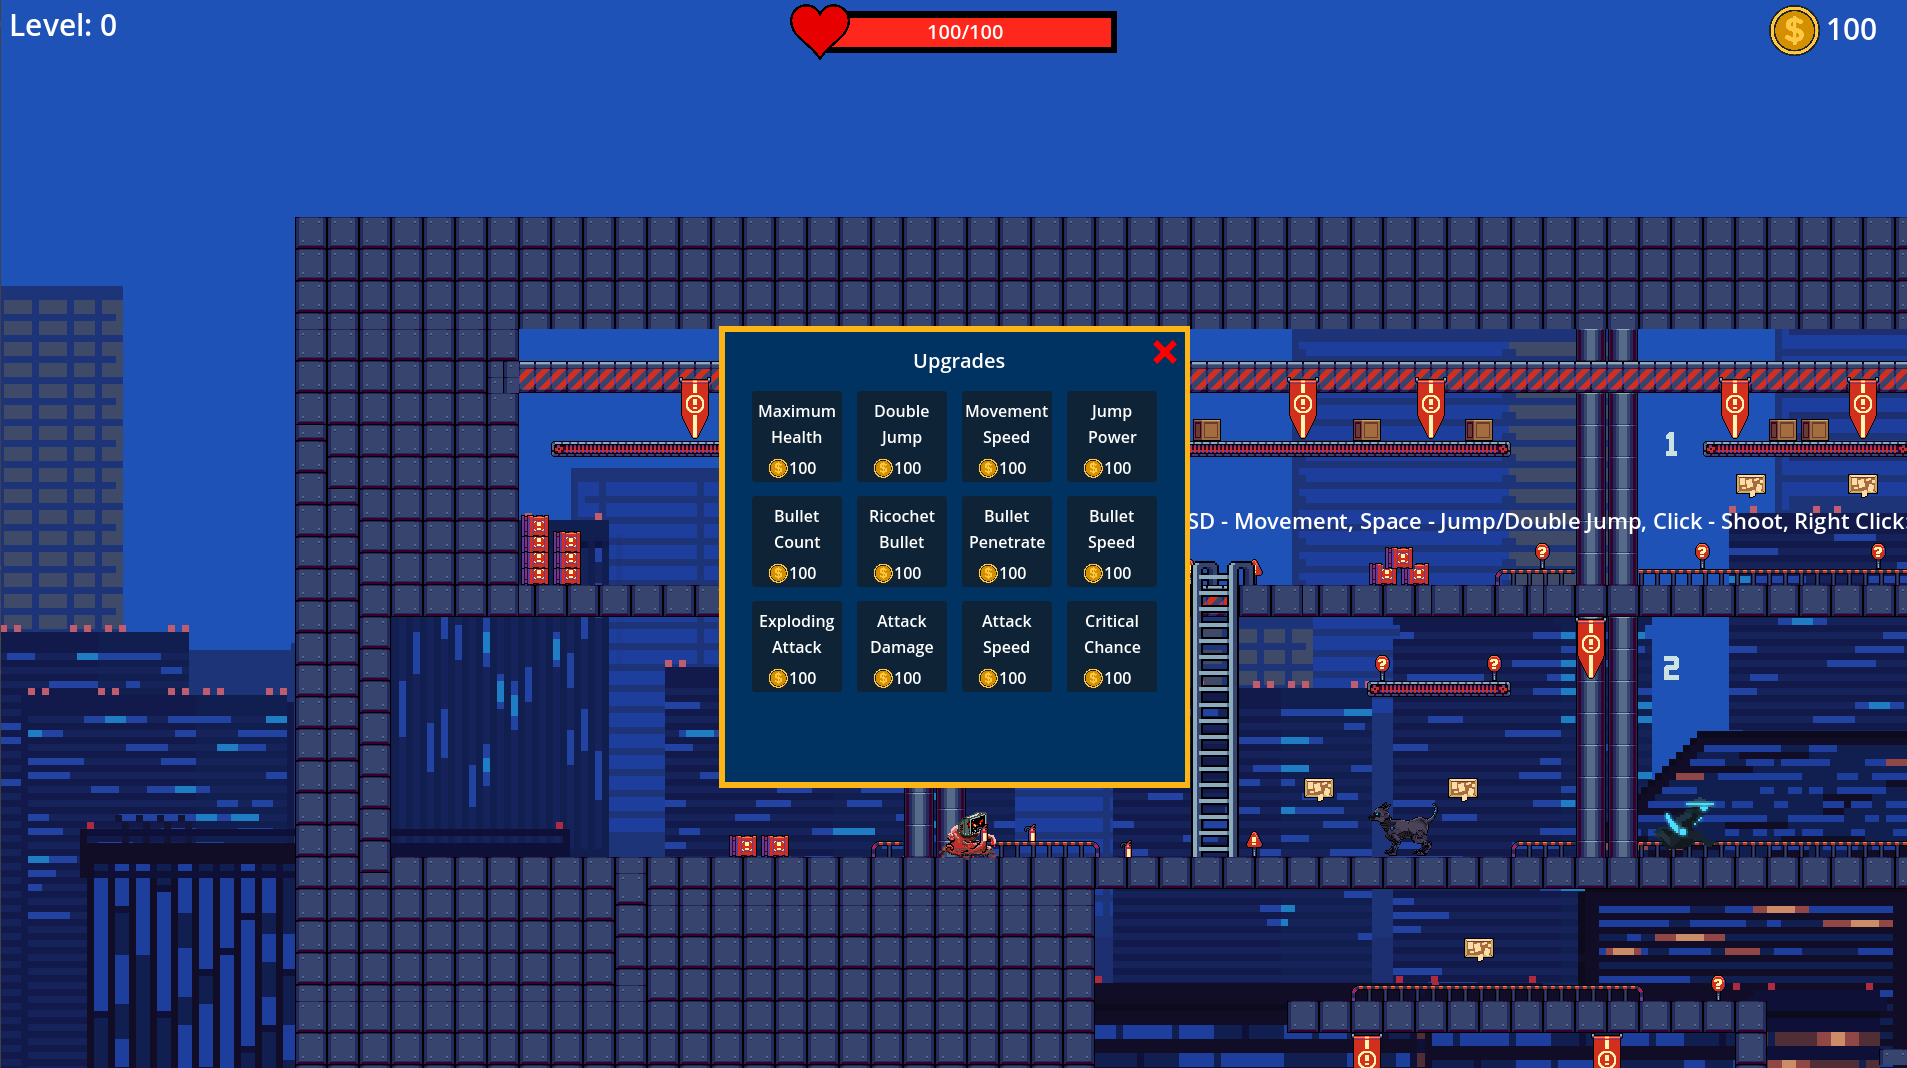 Level: 0
100/100
100
Upgrades
Maximum
Health
100
Double
Jump
100
Movement
Speed
100
Jump
Power
100
Bullet
Count
100
Ricochet
Bullet
100
Bullet
Penetrate
100
Bullet
Speed
100
Exploding
Attack
100
Attack
Damage
100
Attack
Speed
100
Critical
Chance
100
1
SD - Movement, Space - Jump/Double Jump, Click - Shoot, Right Click
2